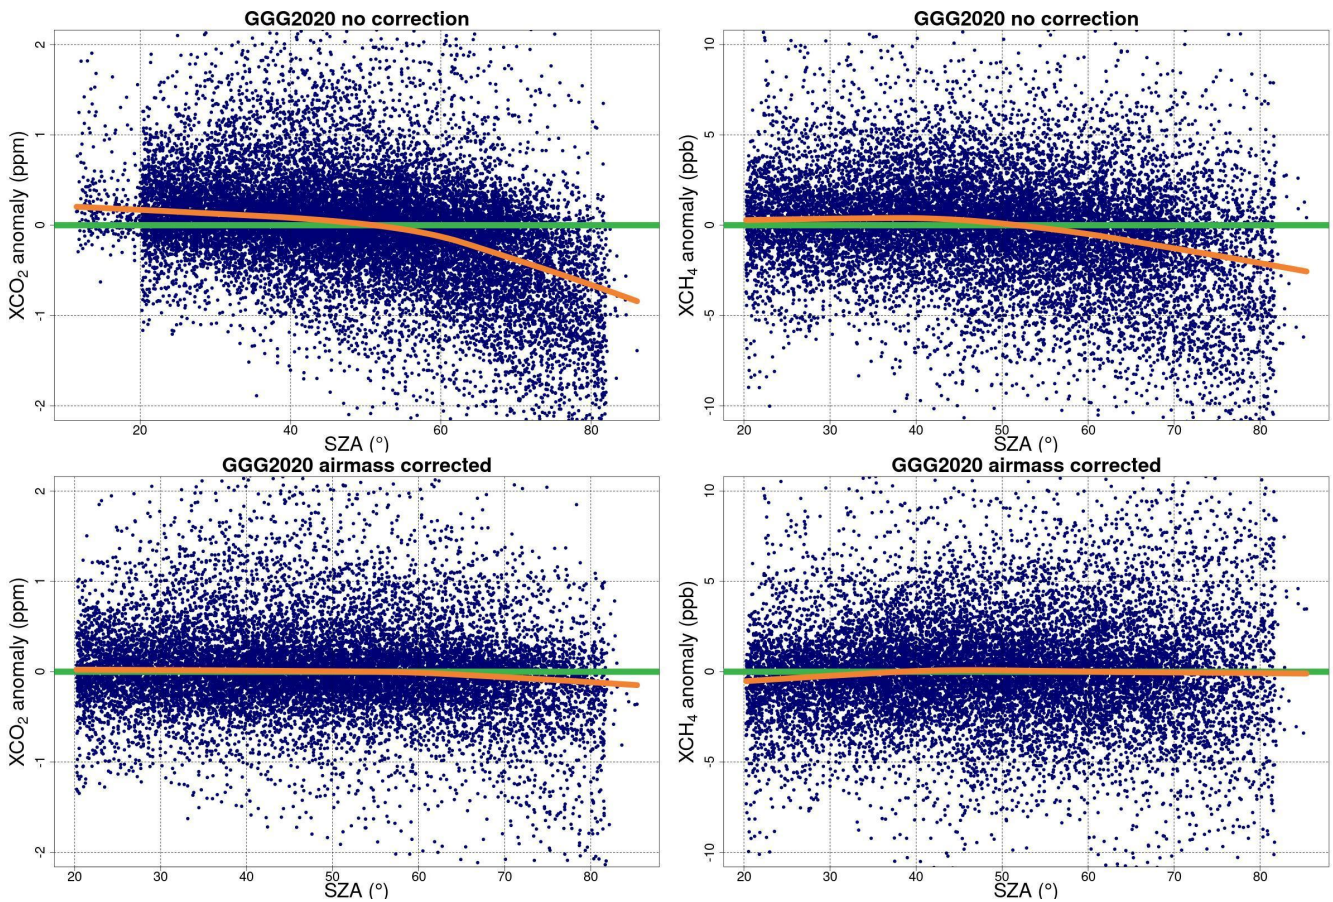 GGG2020 no correction
XCO2 anomaly (ppm)
2
1
0
-1
-2
20 40 60 80
SZA (°)
GGG2020 no correction
XCH4 anomaly (ppb)
10
5
0
-5
-10
20 30 40 50 60 70 80
SZA (°)
GGG2020 airmass corrected
XCO2 anomaly (ppm)
2
1
0
-1
-2
20 30 40 50 60 70 80
SZA (°)
GGG2020 airmass corrected
XCH4 anomaly (ppb)
10
5
0
-5
-10
20 30 40 50 60 70 80
SZA (°)